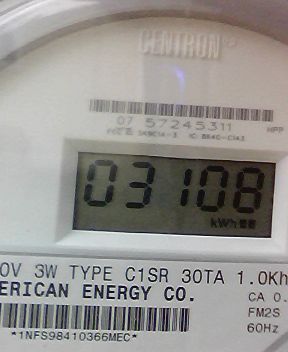 CENTRON
07 57245311
HPP
03108
kWh
0V 3W TYPE C1SR 30TA 1.0Kh
ERICAN ENERGY CO.
CA 0.
FM2S
*1NFS98410366MEC*
60Hz